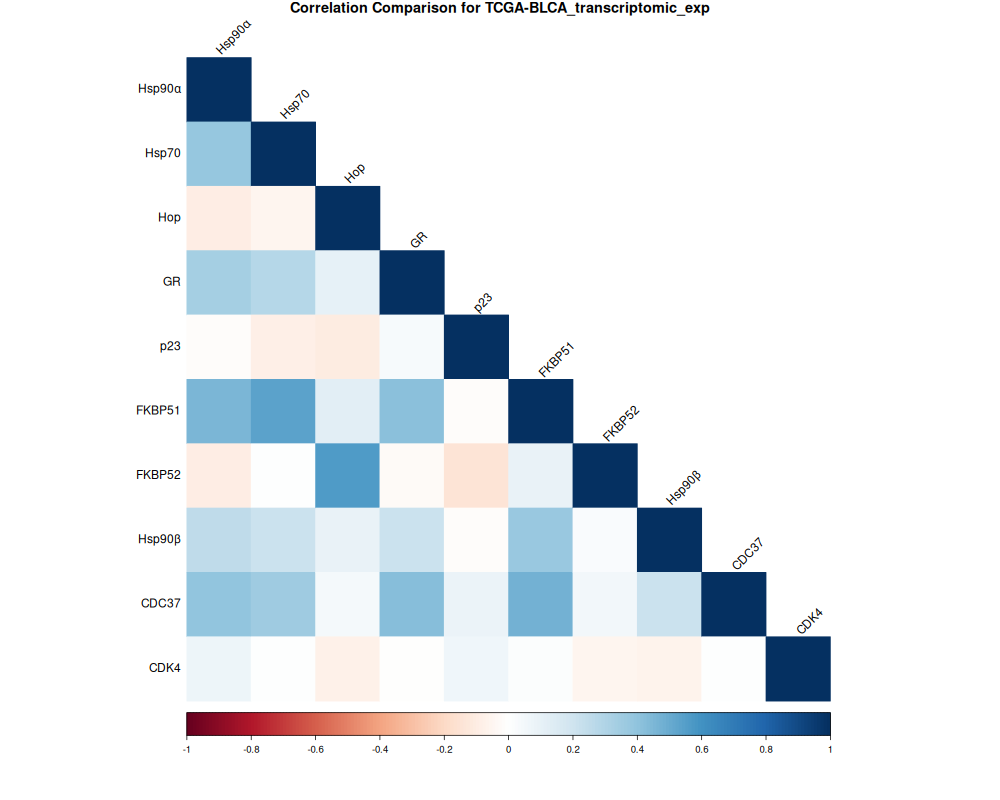 Correlation Comparison for TCGA-BLCA_transcriptomic_exp
Hsp90α
Hsp90α
Hsp70
Hsp70
Hop
Hop
GR
GR
p23
p23
FKBP51
FKBP51
FKBP52
FKBP52
Hsp90β
Hsp90β
CDC37
CDC37
CDK4
CDK4
-1 -0.8 -0.6 -0.4 -0.2 0 0.2 0.4 0.6 0.8 1